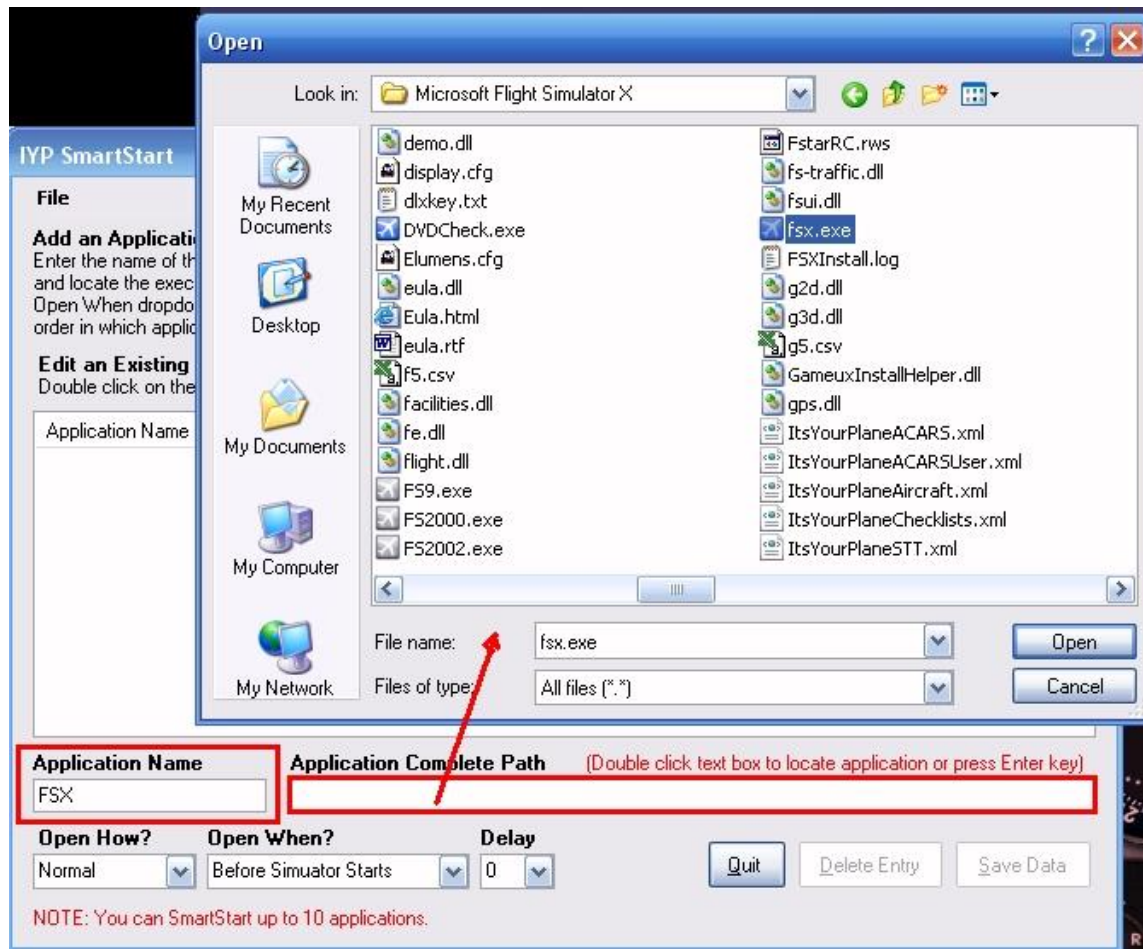 Open
Look in: Microsoft Flight Simulator X
My Recent Documents
Desktop
My Documents
My Computer
My Network
demo.dll
display.cfg
dlxkey.txt
DVDCheck.exe
Elumens.cfg
eula.dll
Eula.html
eula.rtf
f5.csv
facilities.dll
fe.dll
flight.dll
FS9.exe
FS2000.exe
FS2002.exe
FstarRC.rws
fs-traffic.dll
fsui.dll
fsx.exe
FSXInstall.log
g2d.dll
g3d.dll
g5.csv
GameuxInstallHelper.dll
gps.dll
ItsYourPlaneACARS.xml
ItsYourPlaneACARSUser.xml
ItsYourPlaneAircraft.xml
ItsYourPlaneChecklists.xml
ItsYourPlaneSTT.xml
File name: fsx.exe Open
Files of type: All files (*.*) Cancel
IYP SmartStart
File
Add an Applicati
Enter the name of th
and locate the exec
Open When dropdo
order in which applic
Edit an Existing
Double click on the
Application Name
Application Name Application Complete Path (Double click text box to locate application or press Enter key)
FSX
Open How? Open When? Delay
Normal Before Simuator Starts 0 Quit Delete Entry Save Data
NOTE: You can SmartStart up to 10 applications.